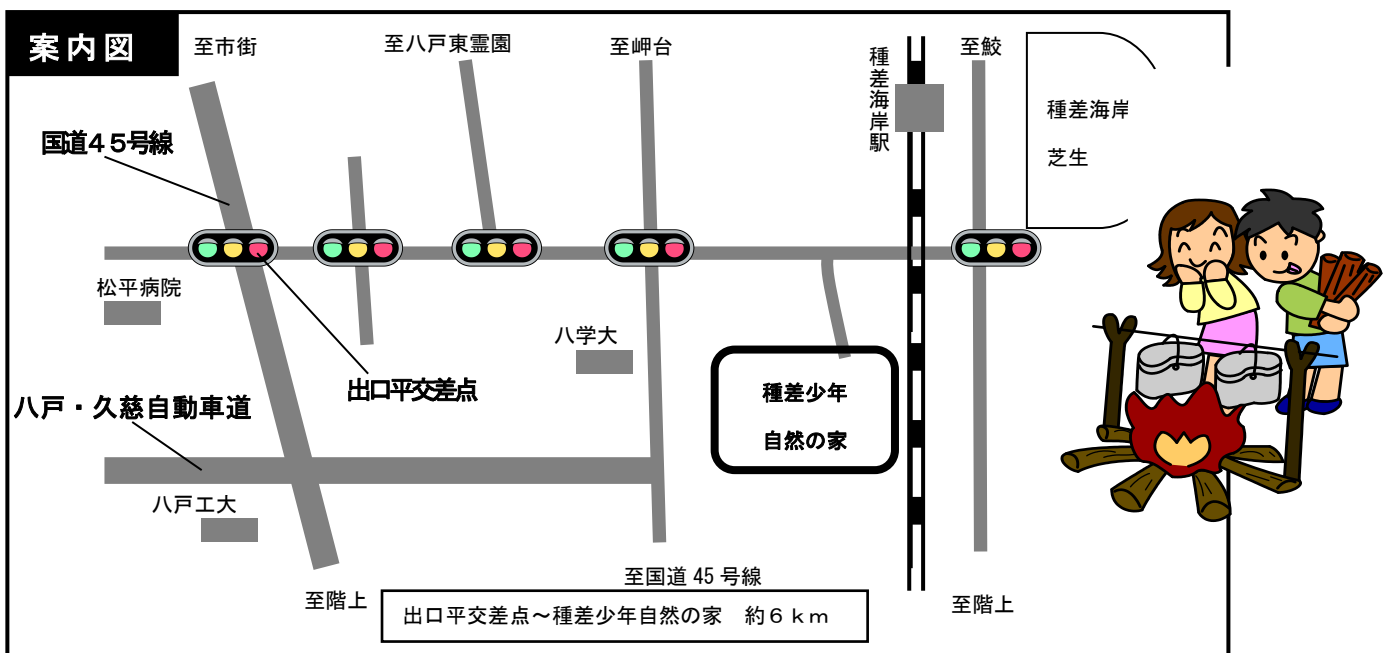 案内図
至市街
至八戸東霊園
至岬台
種差海岸駅
至鮫
種差海岸
芝生
国道45号線
松平病院
出口平交差点
八学大
種差少年
自然の家
八戸・久慈自動車道
八戸工大
至国道 45 号線
至階上
至階上
出口平交差点～種差少年自然の家　約6ｋｍ